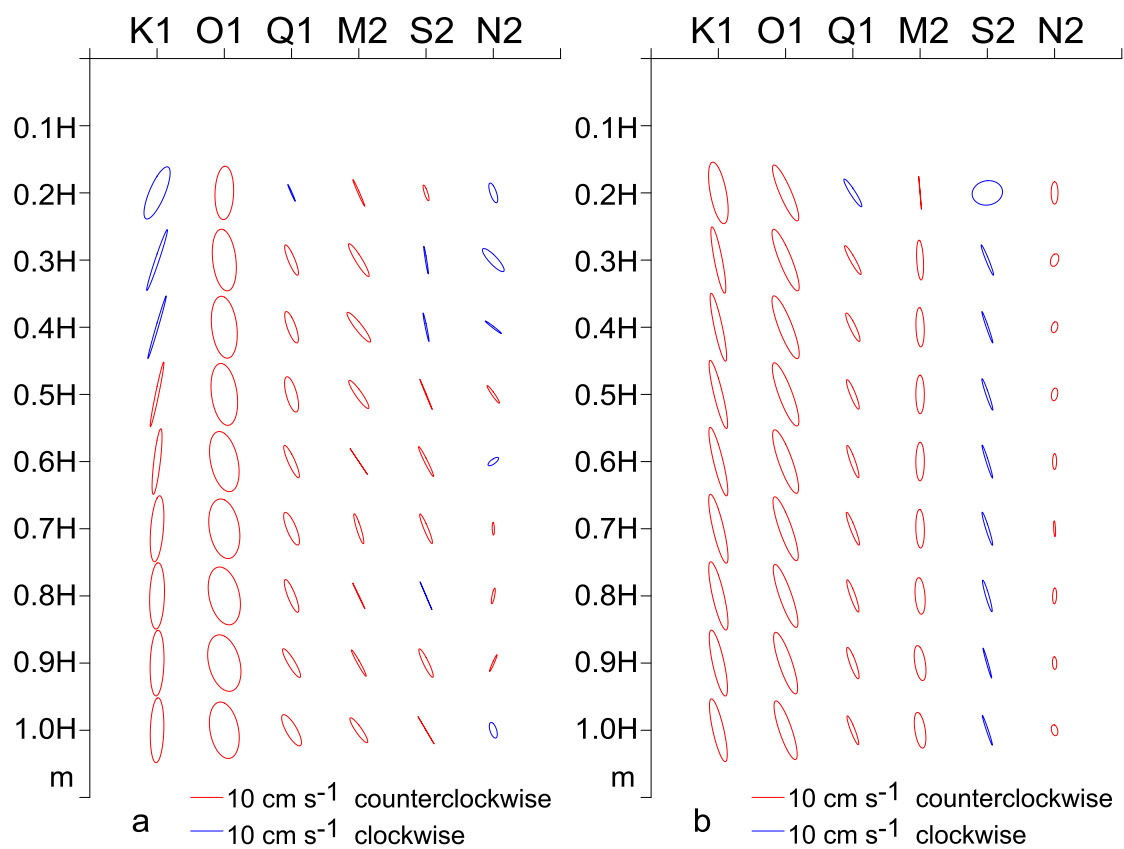 K1 O1 Q1 M2 S2 N2 K1 O1 Q1 M2 S2 N2
0.1H 0.1H
0.2H 0.2H
0.3H 0.3H
0.4H 0.4H
0.5H 0.5H
0.6H 0.6H
0.7H 0.7H
0.8H 0.8H
0.9H 0.9H
1.0H 1.0H
m m
10 cm s⁻¹ counterclockwise 10 cm s⁻¹ counterclockwise
a 10 cm s⁻¹ clockwise b 10 cm s⁻¹ clockwise